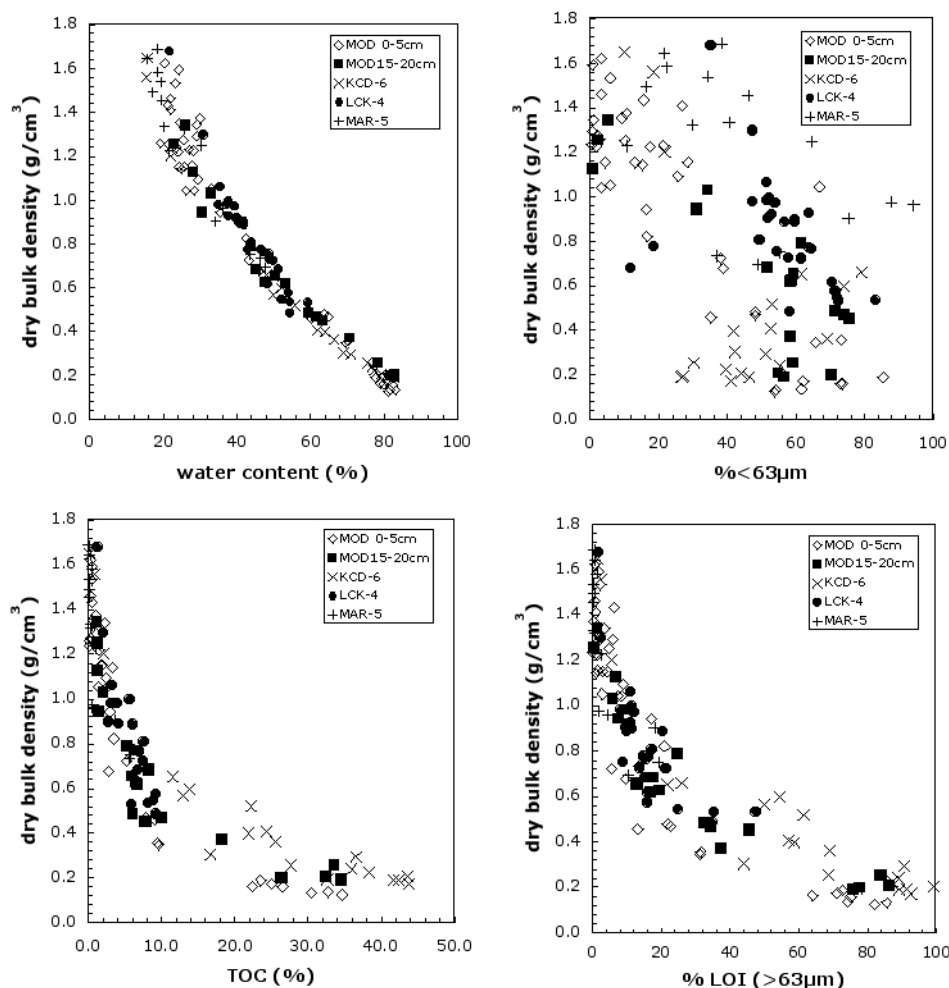 1.8
1.6
1.4
1.2
1.0
0.8
0.6
0.4
0.2
0.0
dry bulk density (g/cm³)
0 20 40 60 80 100
water content (%)
MOD 0-5cm
MOD15-20cm
KCD-6
LCK-4
MAR-5
1.8
1.6
1.4
1.2
1.0
0.8
0.6
0.4
0.2
0.0
dry bulk density (g/cm³)
0 20 40 60 80 100
%<63µm
MOD 0-5cm
MOD15-20cm
KCD-6
LCK-4
MAR-5
1.8
1.6
1.4
1.2
1.0
0.8
0.6
0.4
0.2
0.0
dry bulk density (g/cm³)
0.0 10.0 20.0 30.0 40.0 50.0
TOC (%)
MOD 0-5cm
MOD15-20cm
KCD-6
LCK-4
MAR-5
1.8
1.6
1.4
1.2
1.0
0.8
0.6
0.4
0.2
0.0
dry bulk density (g/cm³)
0 20 40 60 80 100
% LOI (>63µm)
MOD 0-5cm
MOD15-20cm
KCD-6
LCK-4
MAR-5